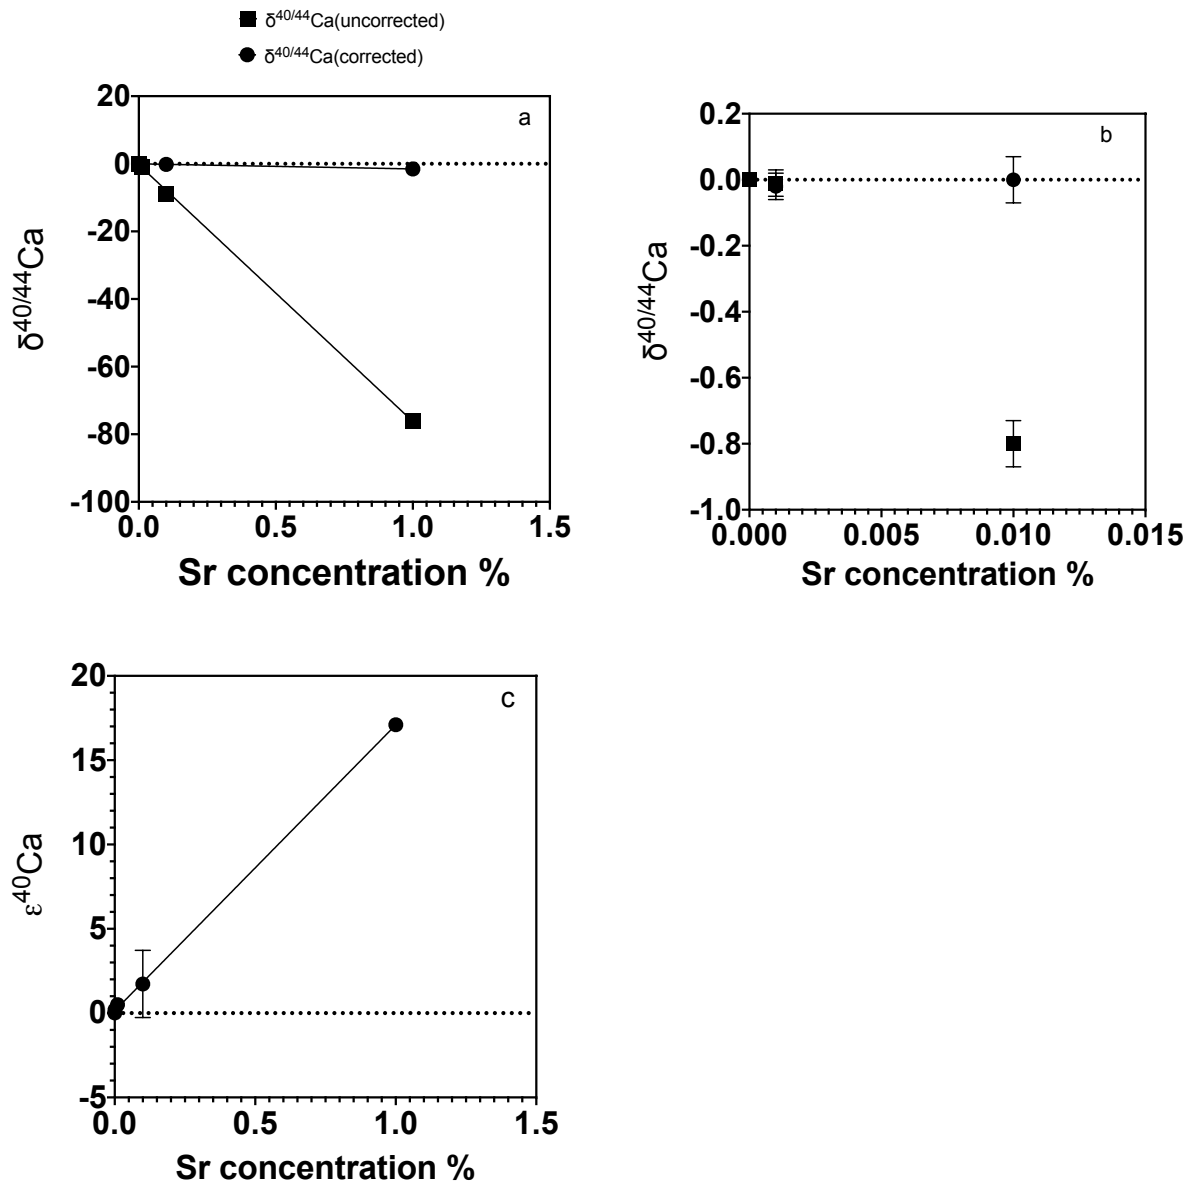 δ40/44Ca(uncorrected)
δ40/44Ca(corrected)
a
20
0
-20
-40
-60
-80
-100
0.0 0.5 1.0 1.5
δ40/44Ca
Sr concentration %
b
0.2
0.0
-0.2
-0.4
-0.6
-0.8
-1.0
0.000 0.005 0.010 0.015
δ40/44Ca
Sr concentration %
c
20
15
10
5
0
-5
0.0 0.5 1.0 1.5
ε40Ca
Sr concentration %